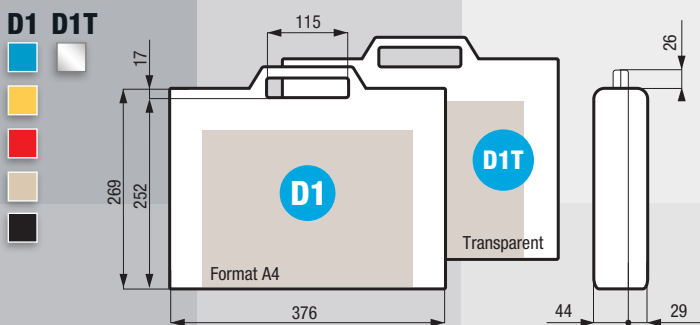 D1 D1T
115
26
17
269
252
D1
D1T
Transparent
Format A4
376
44
29